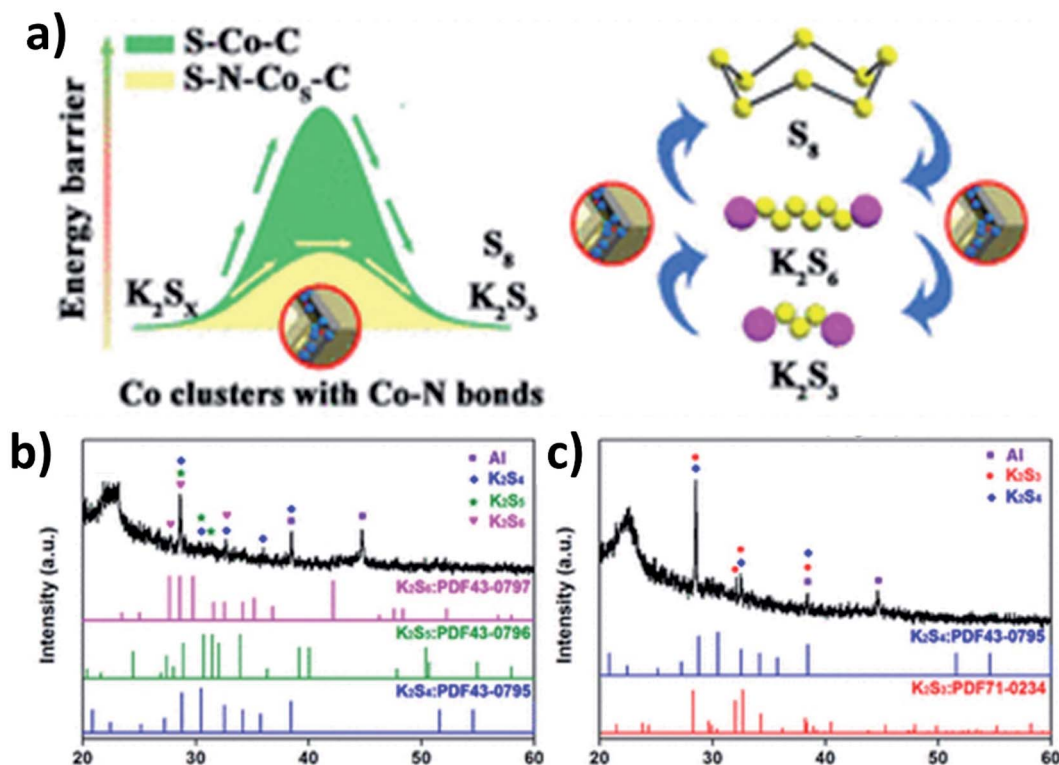 a)
S-Co-C
S-N-Coₛ-C
Energy barrier
K₂Sₓ
S₈
K₂S₃
Co clusters with Co-N bonds
S₈
K₂S₆
K₂S₃
b)
Al
K₂S₄
K₂S₅
K₂S₆
K₂S₆:PDF43-0797
K₂S₅:PDF43-0796
K₂S₄:PDF43-0795
Intensity (a.u.)
20 30 40 50 60
c)
Al
K₂S₃
K₂S₄
K₂S₄:PDF43-0795
K₂S₃:PDF71-0234
Intensity (a.u.)
20 30 40 50 60